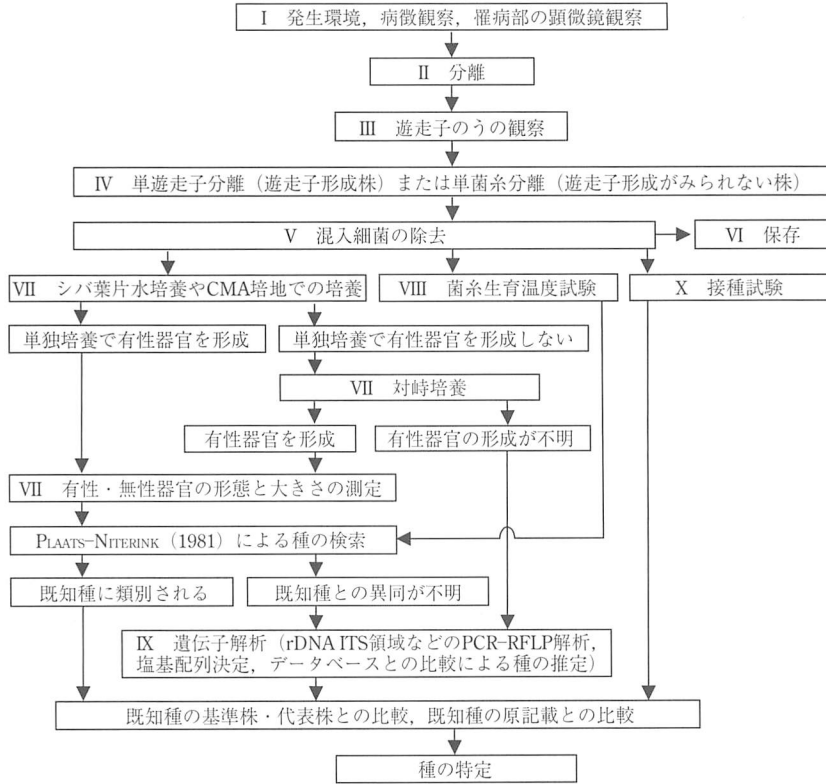 Ⅰ 発生環境，病徴観察，罹病部の顕微鏡観察
Ⅱ 分離
Ⅲ 遊走子のうの観察
Ⅳ 単遊走子分離（遊走子形成株）または単菌糸分離（遊走子形成がみられない株）
Ⅴ 混入細菌の除去
Ⅵ 保存
Ⅶ シバ葉片水培養やCMA培地での培養
Ⅷ 菌糸生育温度試験
Ⅹ 接種試験
単独培養で有性器官を形成
単独培養で有性器官を形成しない
Ⅶ 対峙培養
有性器官を形成
有性器官の形成が不明
Ⅶ 有性・無性器官の形態と大きさの測定
PLAATS-NITERINK（1981）による種の検索
既知種に類別される
既知種との異同が不明
Ⅸ 遺伝子解析（rDNA ITS領域などのPCR-RFLP解析，
塩基配列決定，データベースとの比較による種の推定）
既知種の基準株・代表株との比較，既知種の原記載との比較
種の特定